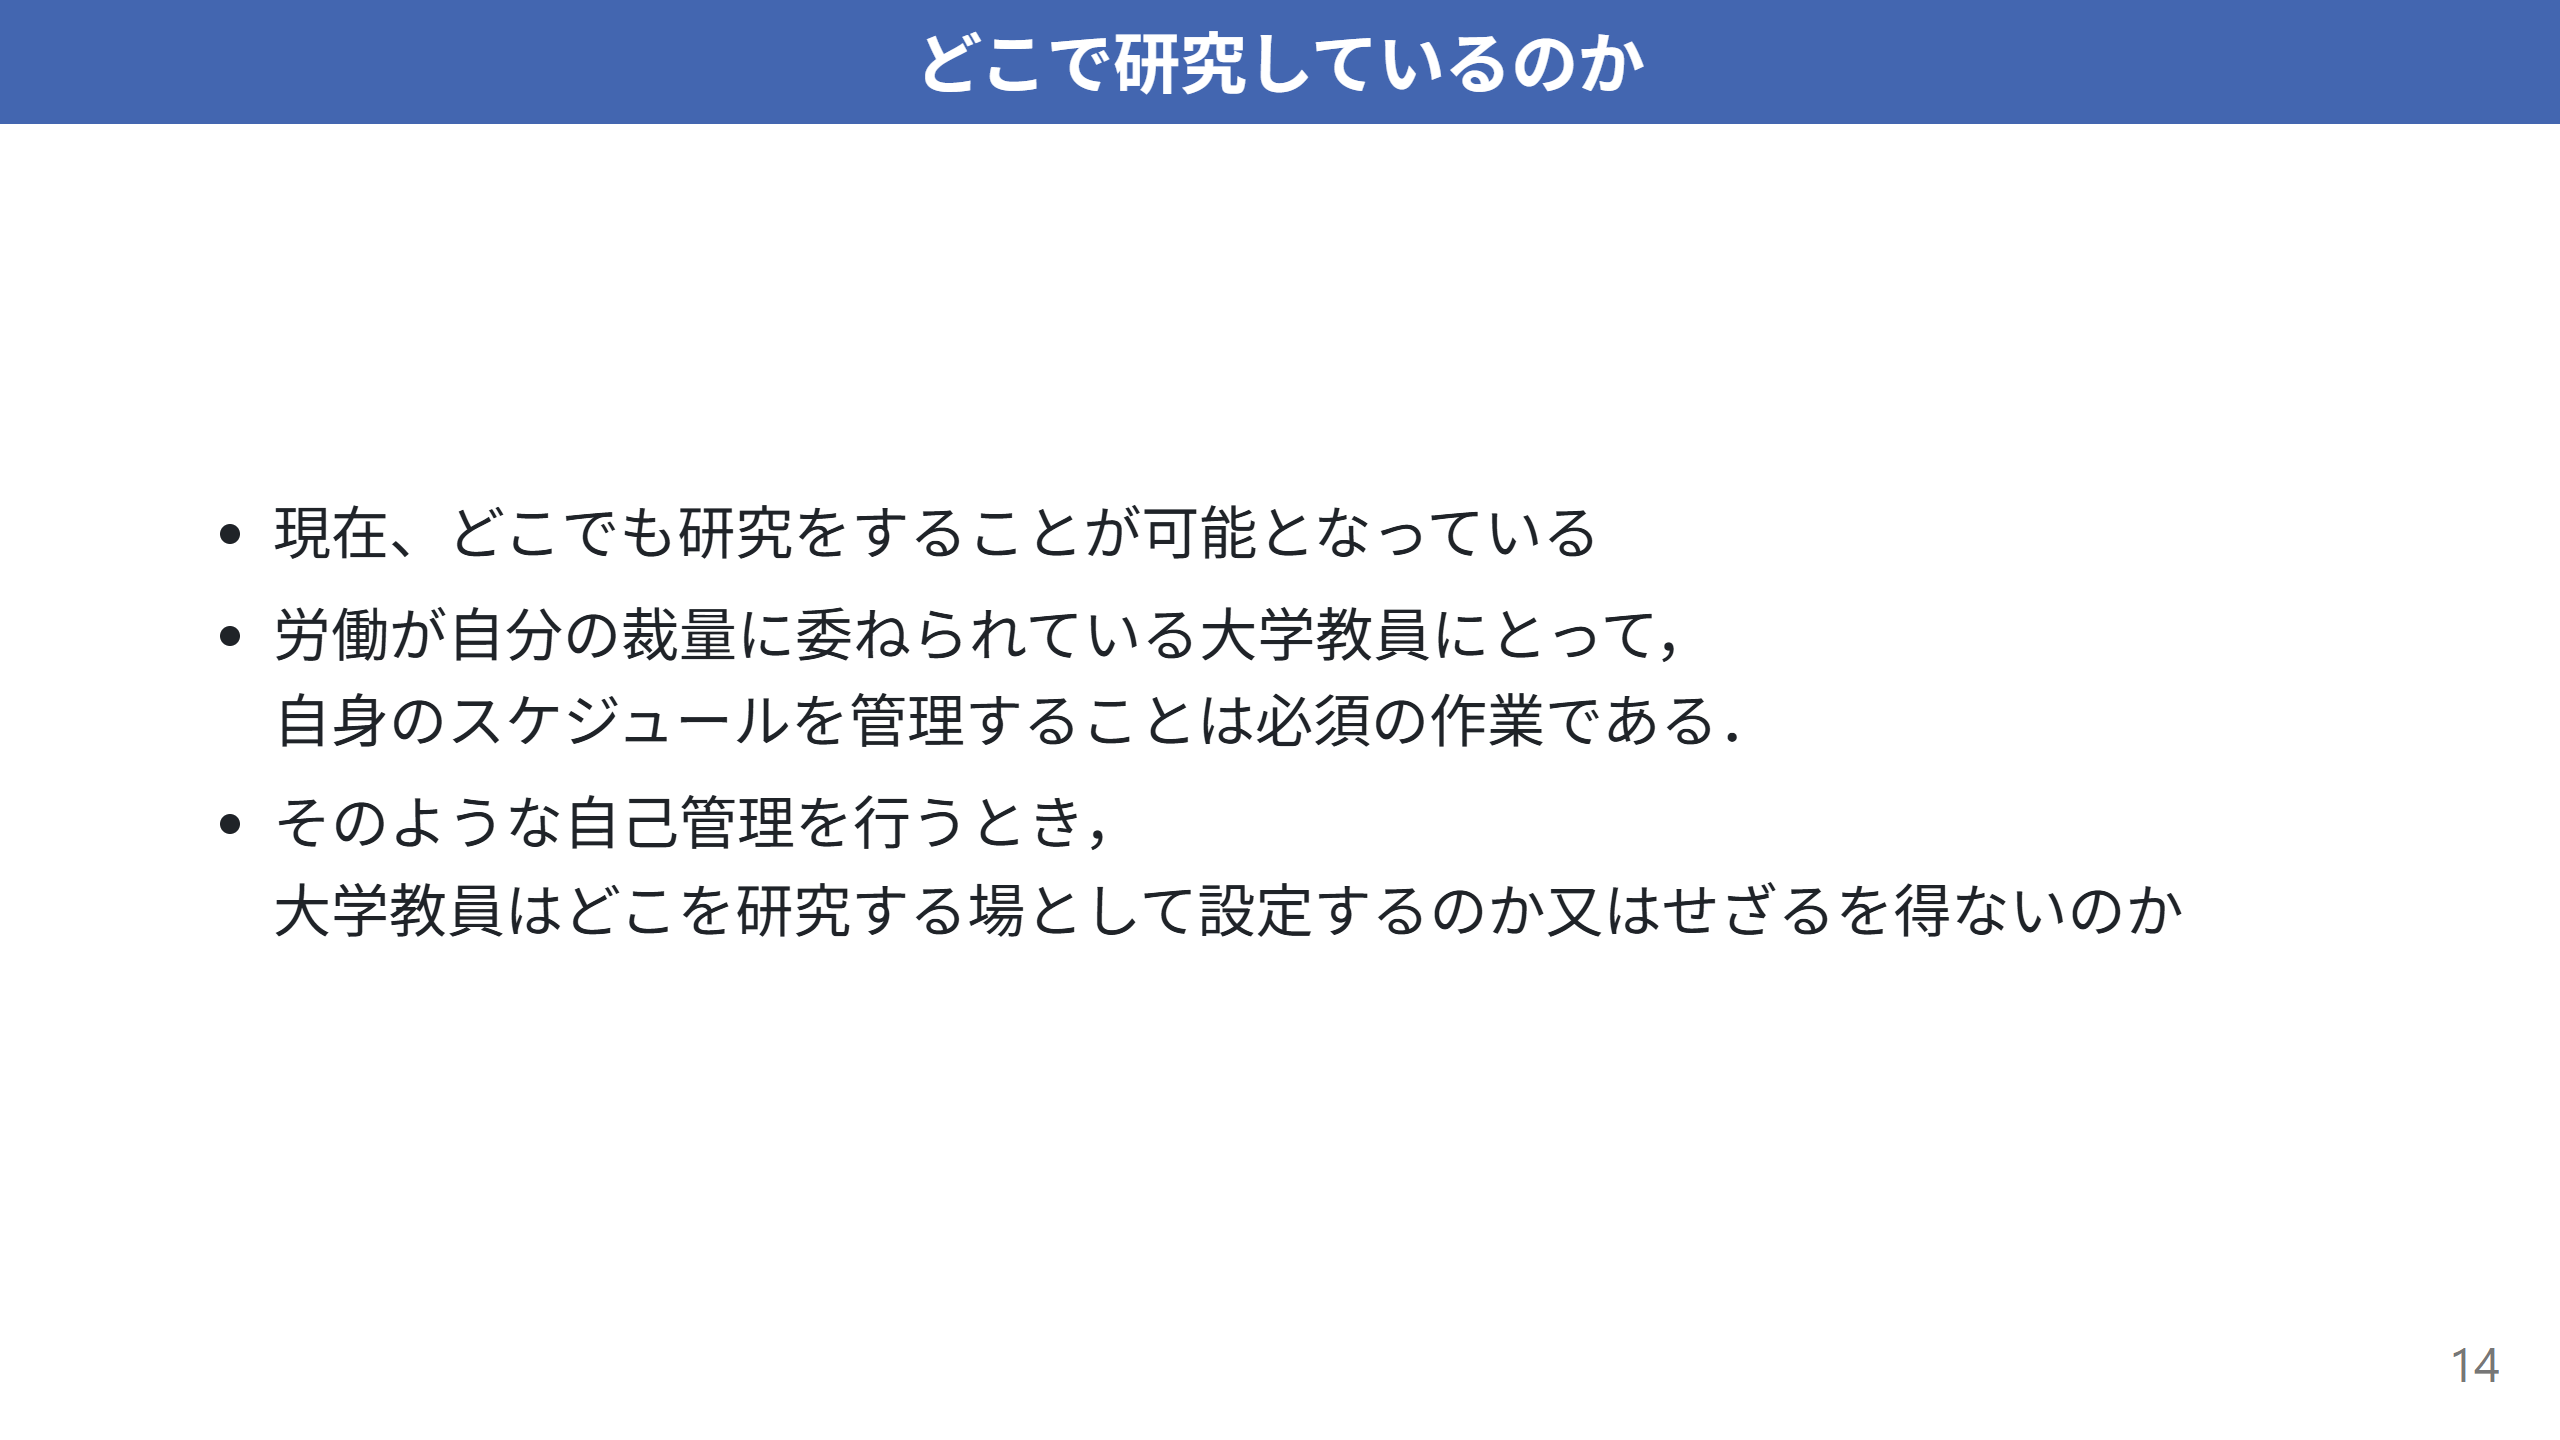 どこで研究しているのか
• 現在、どこでも研究をすることが可能となっている
• 労働が自分の裁量に委ねられている大学教員にとって，
自身のスケジュールを管理することは必須の作業である．
• そのような自己管理を行うとき，
大学教員はどこを研究する場として設定するのか又はせざるを得ないのか
14